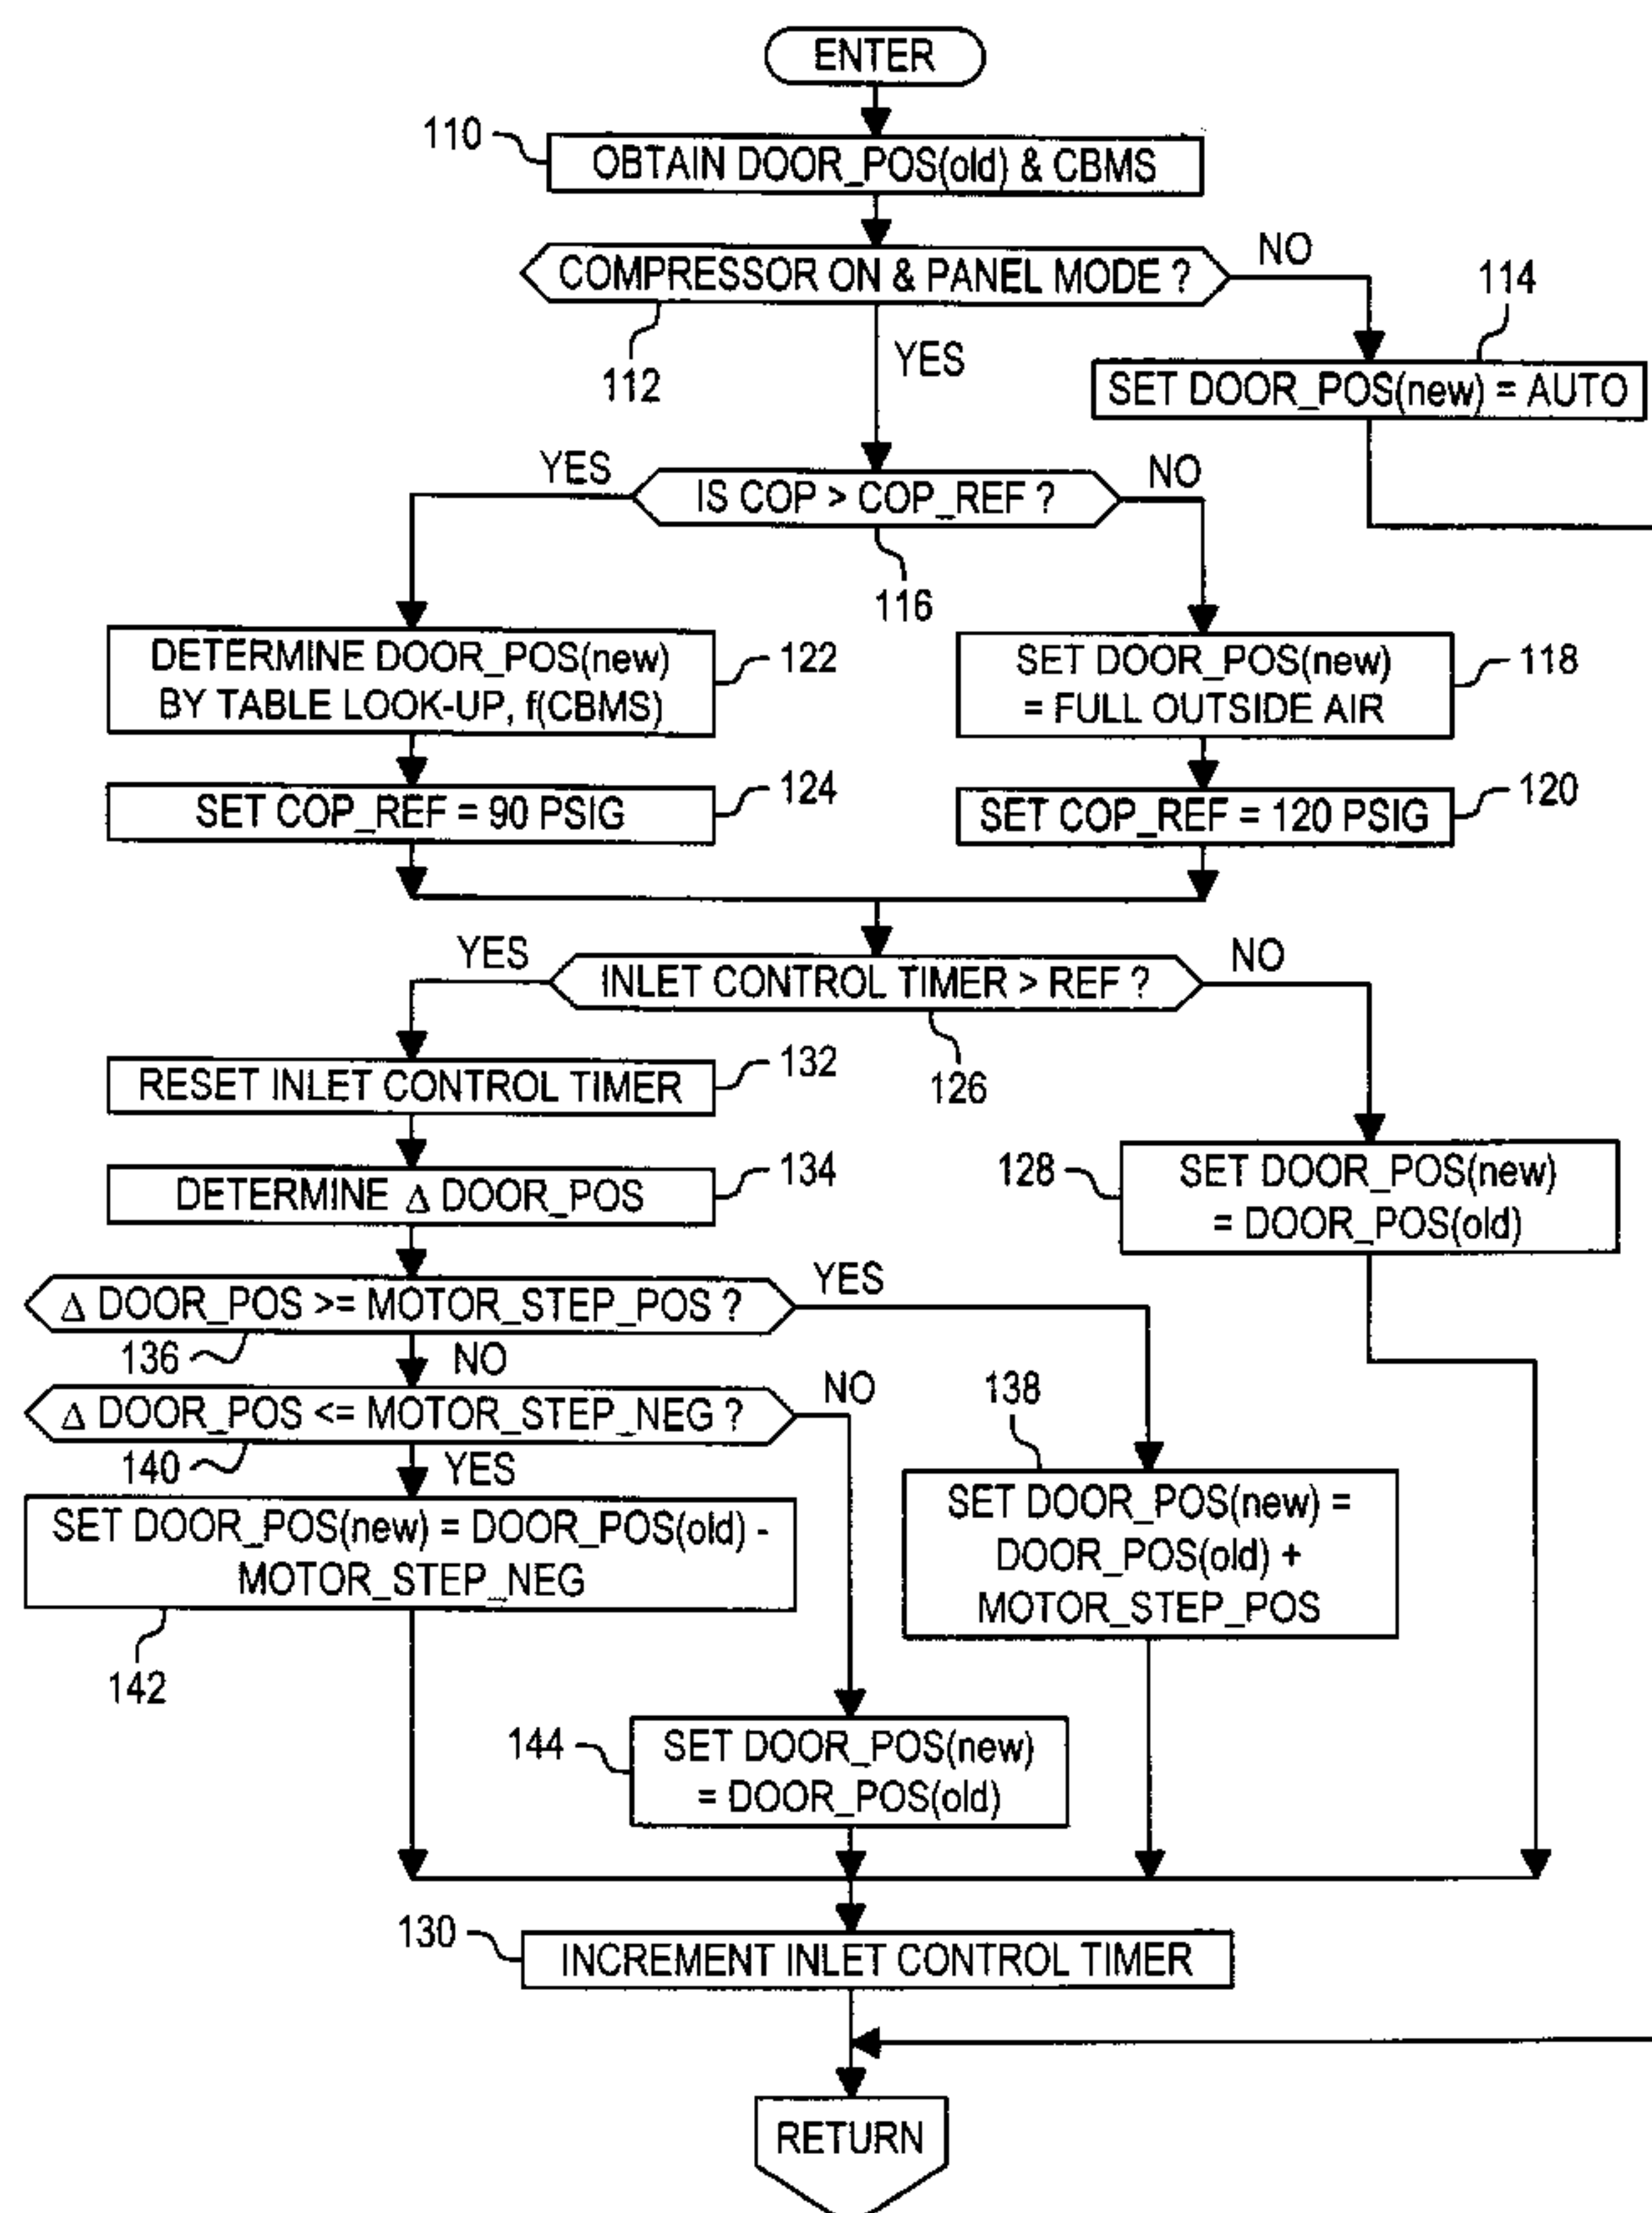 ENTER
110
OBTAIN DOOR_POS(old) & CBMS
COMPRESSOR ON & PANEL MODE ?
NO
112
YES
114
SET DOOR_POS(new) = AUTO
YES
IS COP > COP_REF ?
NO
116
DETERMINE DOOR_POS(new)
BY TABLE LOOK-UP, f(CBMS)
122
SET DOOR_POS(new)
= FULL OUTSIDE AIR
118
SET COP_REF = 90 PSIG
124
SET COP_REF = 120 PSIG
120
YES
INLET CONTROL TIMER > REF ?
NO
126
RESET INLET CONTROL TIMER
132
DETERMINE Δ DOOR_POS
134
128
SET DOOR_POS(new)
= DOOR_POS(old)
Δ DOOR_POS >= MOTOR_STEP_POS ?
YES
136
NO
Δ DOOR_POS <= MOTOR_STEP_NEG ?
NO
140
YES
138
SET DOOR_POS(new) =
DOOR_POS(old) +
MOTOR_STEP_POS
SET DOOR_POS(new) = DOOR_POS(old) -
MOTOR_STEP_NEG
142
144
SET DOOR_POS(new)
= DOOR_POS(old)
130
INCREMENT INLET CONTROL TIMER
RETURN